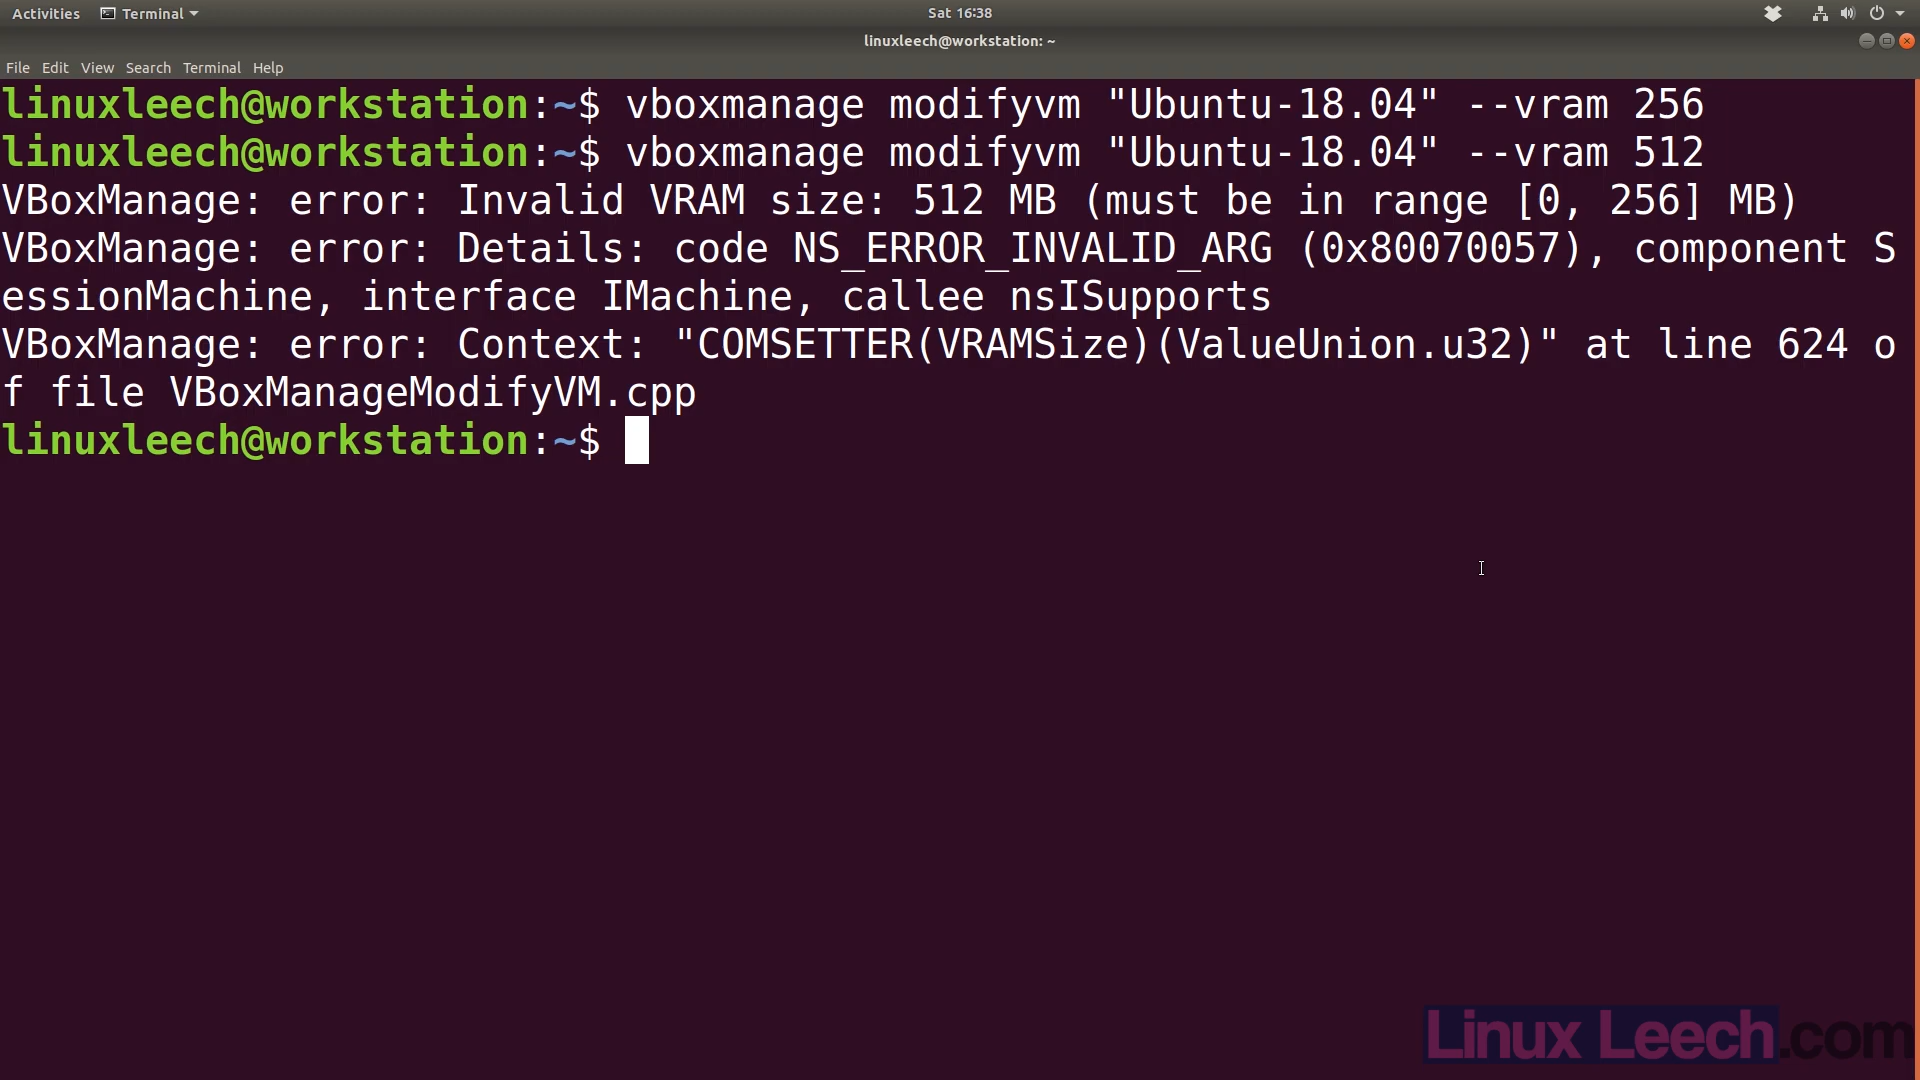 Activities Terminal Sat 16:38
linuxleech@workstation: ~
File Edit View Search Terminal Help
linuxleech@workstation:~$ vboxmanage modifyvm "Ubuntu-18.04" --vram 256
linuxleech@workstation:~$ vboxmanage modifyvm "Ubuntu-18.04" --vram 512
VBoxManage: error: Invalid VRAM size: 512 MB (must be in range [0, 256] MB)
VBoxManage: error: Details: code NS_ERROR_INVALID_ARG (0x80070057), component S
essionMachine, interface IMachine, callee nsISupports
VBoxManage: error: Context: "COMSETTER(VRAMSize)(ValueUnion.u32)" at line 624 o
f file VBoxManageModifyVM.cpp
linuxleech@workstation:~$
Linux Leech.com